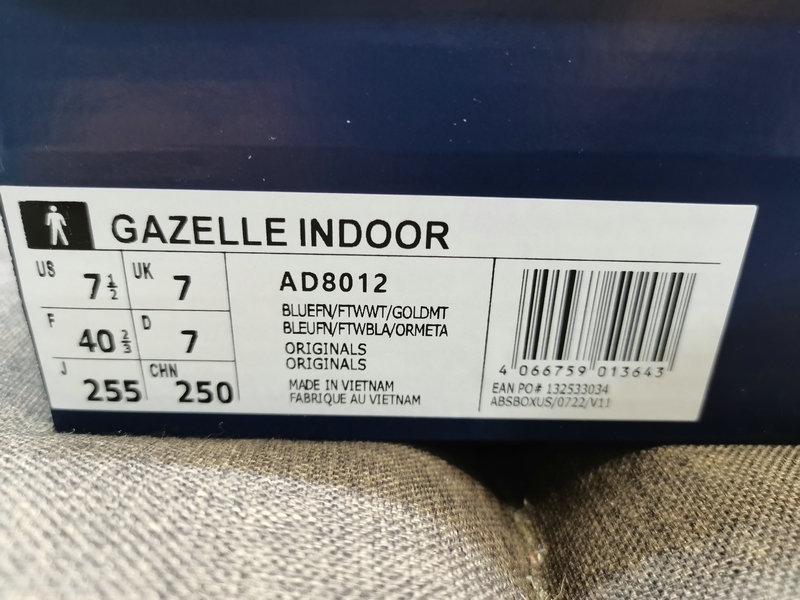 GAZELLE INDOOR
US 7 1/2 UK 7
F 40 2/3 D 7
J 255 CHN 250
AD8012
BLUEFN/FTWWT/GOLDMT
BLEUFN/FTWBLA/ORMETA
ORIGINALS
ORIGINALS
MADE IN VIETNAM
FABRIQUE AU VIETNAM
4 066759 013643
EAN PO# 132533034
ABSBOXUS/0722/V11